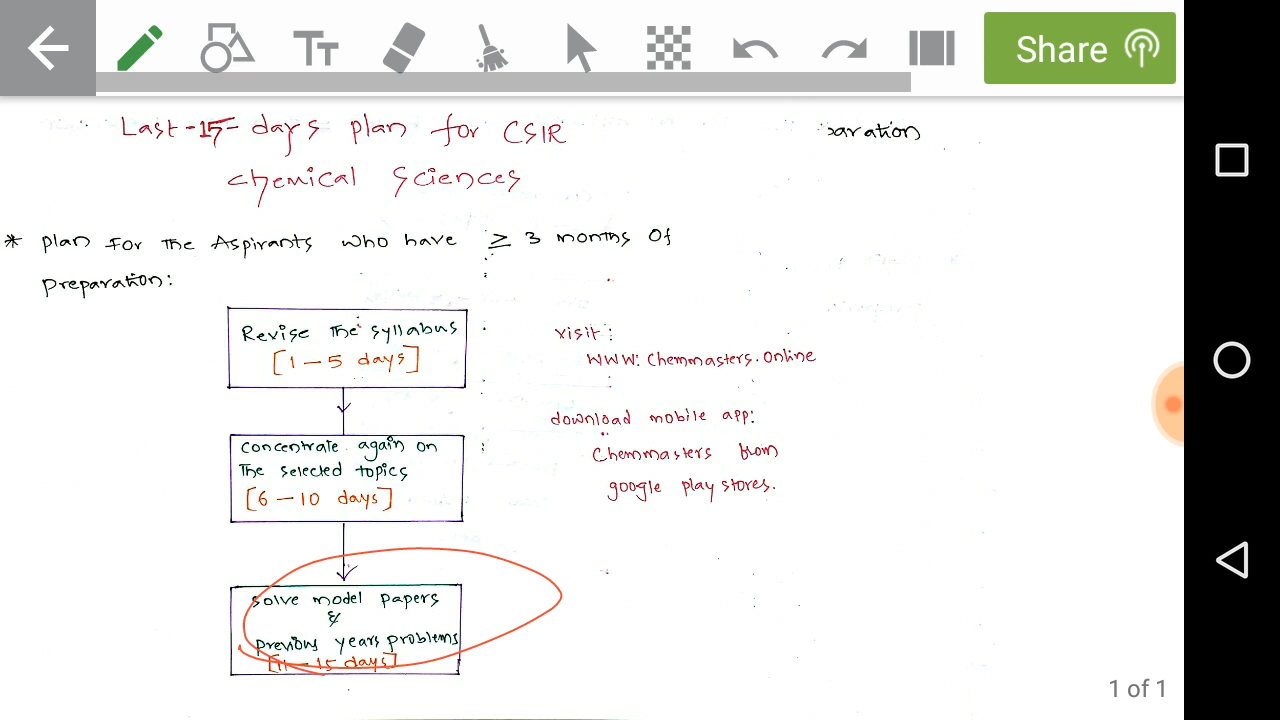 Share
Last-15-days plan for CSIR
aration
chemical Sciences
* Plan For The Aspirants who have ≥ 3 months of
Preparation:
Revise The Syllabus
[1-5 days]
visit:
WWW: Chemmasters.Online
download mobile app:
Chemmasters from
google play stores.
Concentrate again on
The selected topics
[6-10 days]
Solve model papers
&
Previous years problems
[11-15 days]
1 of 1